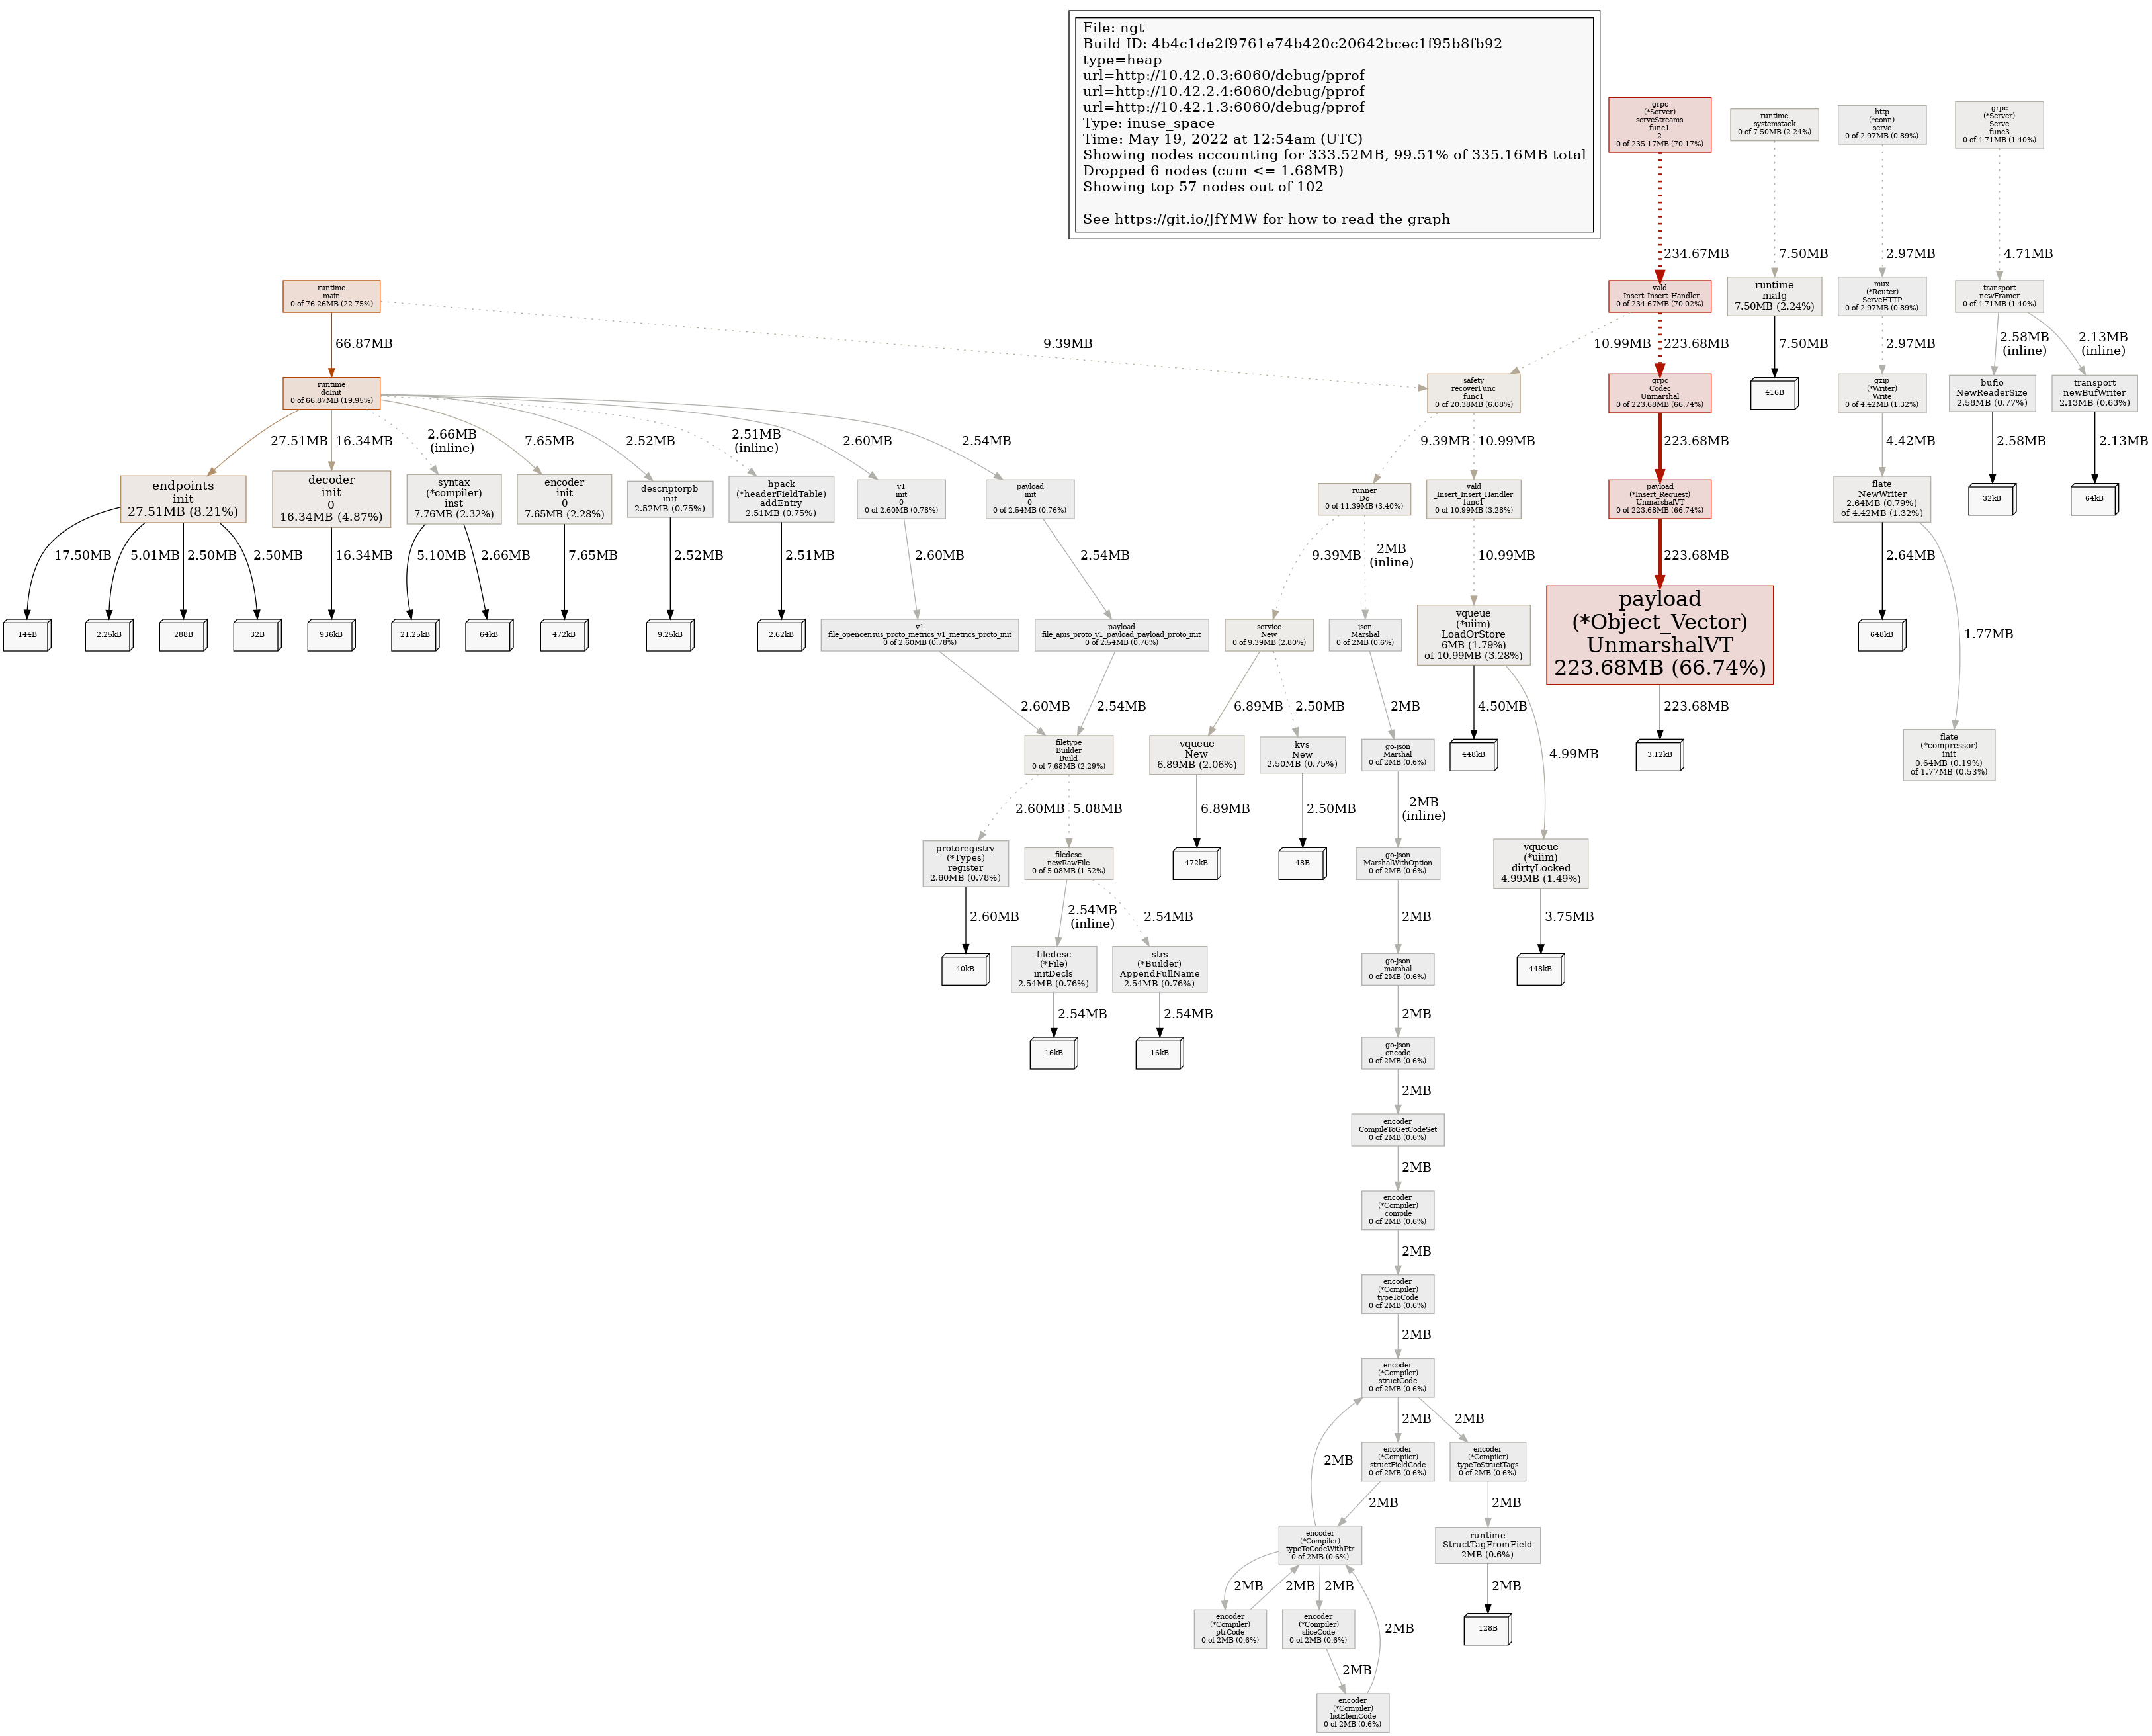 File: ngt
Build ID: 4b4c1de2f9761e74b420c20642bcec1f95b8fb92
type=heap
url=http://10.42.0.3:6060/debug/pprof
url=http://10.42.2.4:6060/debug/pprof
url=http://10.42.1.3:6060/debug/pprof
Type: inuse_space
Time: May 19, 2022 at 12:54am (UTC)
Showing nodes accounting for 333.52MB, 99.51% of 335.16MB total
Dropped 6 nodes (cum <= 1.68MB)
Showing top 57 nodes out of 102
See https://git.io/JfYMW for how to read the graph
grpc
(*Server)
serveStreams
func1
2
0 of 235.17MB (70.17%)
runtime
systemstack
0 of 7.50MB (2.24%)
http
(*conn)
serve
0 of 2.97MB (0.89%)
grpc
(*Server)
Serve
func3
0 of 4.71MB (1.40%)
234.67MB
7.50MB
2.97MB
4.71MB
runtime
main
0 of 76.26MB (22.75%)
vald
_Insert_Insert_Handler
0 of 234.67MB (70.02%)
runtime
malg
7.50MB (2.24%)
mux
(*Router)
ServeHTTP
0 of 2.97MB (0.89%)
transport
newFramer
0 of 4.71MB (1.40%)
66.87MB
9.39MB
10.99MB
223.68MB
7.50MB
2.97MB
2.58MB
(inline)
2.13MB
(inline)
runtime
doInit
0 of 66.87MB (19.95%)
safety
recoverFunc
func1
0 of 20.38MB (6.08%)
grpc
Codec
Unmarshal
0 of 223.68MB (66.74%)
416B
gzip
(*Writer)
Write
0 of 4.42MB (1.32%)
bufio
NewReaderSize
2.58MB (0.77%)
transport
newBufWriter
2.13MB (0.63%)
27.51MB
16.34MB
2.66MB
(inline)
7.65MB
2.52MB
2.51MB
(inline)
2.60MB
2.54MB
9.39MB
10.99MB
223.68MB
4.42MB
2.58MB
2.13MB
endpoints
init
27.51MB (8.21%)
decoder
init
0
16.34MB (4.87%)
syntax
(*compiler)
inst
7.76MB (2.32%)
encoder
init
0
7.65MB (2.28%)
descriptorpb
init
2.52MB (0.75%)
hpack
(*headerFieldTable)
addEntry
2.51MB (0.75%)
v1
init
0
0 of 2.60MB (0.78%)
payload
init
0
0 of 2.54MB (0.76%)
runner
Do
0 of 11.39MB (3.40%)
vald
_Insert_Insert_Handler
func1
0 of 10.99MB (3.28%)
payload
(*Insert_Request)
UnmarshalVT
0 of 223.68MB (66.74%)
flate
NewWriter
2.64MB (0.79%)
of 4.42MB (1.32%)
32kB
64kB
17.50MB
5.01MB
2.50MB
2.50MB
16.34MB
5.10MB
2.66MB
7.65MB
2.52MB
2.51MB
2.60MB
2.54MB
9.39MB
2MB
(inline)
10.99MB
223.68MB
2.64MB
1.77MB
144B
2.25kB
288B
32B
936kB
21.25kB
64kB
472kB
9.25kB
2.62kB
v1
file_opencensus_proto_metrics_v1_metrics_proto_init
0 of 2.60MB (0.78%)
payload
file_apis_proto_v1_payload_payload_proto_init
0 of 2.54MB (0.76%)
service
New
0 of 9.39MB (2.80%)
json
Marshal
0 of 2MB (0.6%)
vqueue
(*uiim)
LoadOrStore
6MB (1.79%)
of 10.99MB (3.28%)
payload
(*Object_Vector)
UnmarshalVT
223.68MB (66.74%)
648kB
2.60MB
2.54MB
6.89MB
2.50MB
2MB
4.50MB
4.99MB
223.68MB
filetype
Builder
Build
0 of 7.68MB (2.29%)
vqueue
New
6.89MB (2.06%)
kvs
New
2.50MB (0.75%)
go-json
Marshal
0 of 2MB (0.6%)
448kB
3.12kB
flate
(*compressor)
init
0.64MB (0.19%)
of 1.77MB (0.53%)
2.60MB
5.08MB
6.89MB
2.50MB
2MB
(inline)
protoregistry
(*Types)
register
2.60MB (0.78%)
filedesc
newRawFile
0 of 5.08MB (1.52%)
472kB
48B
go-json
MarshalWithOption
0 of 2MB (0.6%)
vqueue
(*uiim)
dirtyLocked
4.99MB (1.49%)
2.60MB
2.54MB
(inline)
2.54MB
2MB
3.75MB
40kB
filedesc
(*File)
initDecls
2.54MB (0.76%)
strs
(*Builder)
AppendFullName
2.54MB (0.76%)
go-json
marshal
0 of 2MB (0.6%)
448kB
2.54MB
2.54MB
2MB
16kB
16kB
go-json
encode
0 of 2MB (0.6%)
2MB
encoder
CompileToGetCodeSet
0 of 2MB (0.6%)
2MB
encoder
(*Compiler)
compile
0 of 2MB (0.6%)
2MB
encoder
(*Compiler)
typeToCode
0 of 2MB (0.6%)
2MB
encoder
(*Compiler)
structCode
0 of 2MB (0.6%)
2MB
2MB
2MB
encoder
(*Compiler)
structFieldCode
0 of 2MB (0.6%)
encoder
(*Compiler)
typeToStructTags
0 of 2MB (0.6%)
2MB
2MB
encoder
(*Compiler)
typeToCodeWithPtr
0 of 2MB (0.6%)
runtime
StructTagFromField
2MB (0.6%)
2MB
2MB
2MB
2MB
2MB
encoder
(*Compiler)
ptrCode
0 of 2MB (0.6%)
encoder
(*Compiler)
sliceCode
0 of 2MB (0.6%)
128B
2MB
encoder
(*Compiler)
listElemCode
0 of 2MB (0.6%)